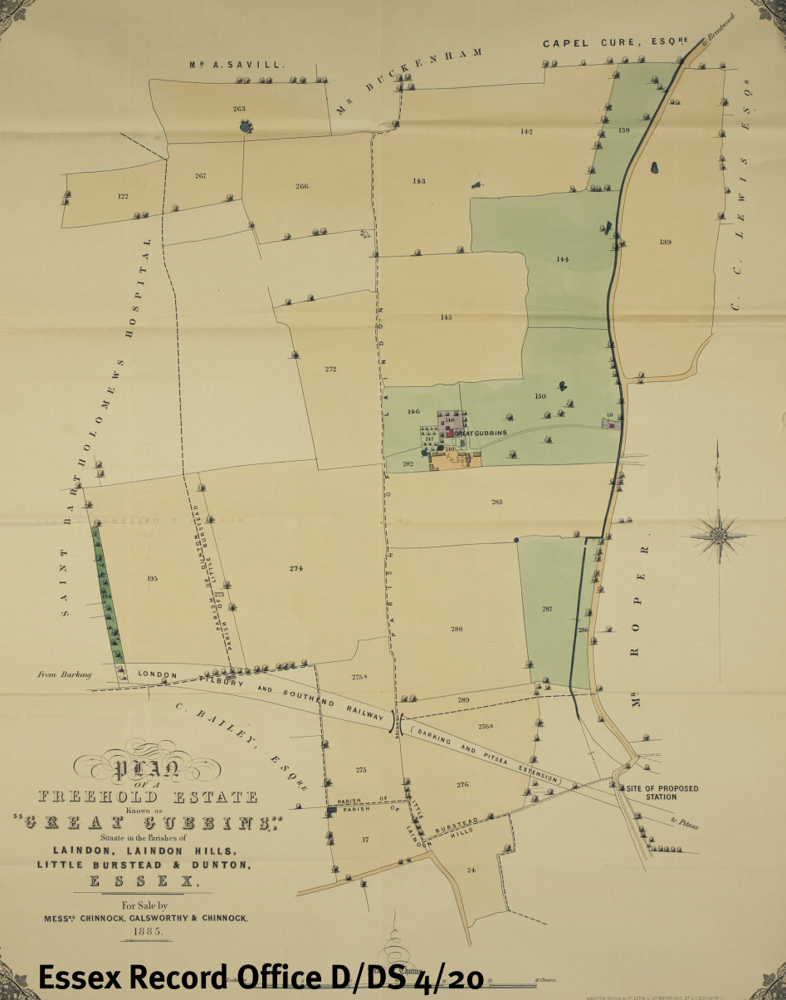 CAPEL CURE, ESQRE
to Brentwood
MR A. SAVILL.
MR BUCKENHAM
C. C. LEWIS ESQR
263
142
138
122
267
266
143
139
144
145
272
150
146
148
147
GREAT GUBBINS
151
149
282
283
SAINT BARTHOLOMEWS HOSPITAL
PARISH OF LAINDON
PARISH OF DUNTON
PARISH OF LITTLE BURSTEAD
195
194
273
274
288
287
286
MR ROPER.
From Barking
LONDON TILBURY AND SOUTHEND RAILWAY
(BARKING AND PITSEA EXTENSION)
275a
289
276a
C. BAILEY, ESQRE
275
276
PARISH OF LITTLE BURSTEAD
PARISH OF LAINDON HILLS
SITE OF PROPOSED
STATION
to Pitsea
17
24
PLAN
OF A
FREEHOLD ESTATE
Known as
"GREAT GUBBINS,"
Situate in the Parishes of
LAINDON, LAINDON HILLS,
LITTLE BURSTEAD & DUNTON,
ESSEX.
For Sale by
MESSRS CHINNOCK, GALSWORTHY & CHINNOCK,
1885.
Chains
30 Chains
Essex Record Office D/DS 4/20